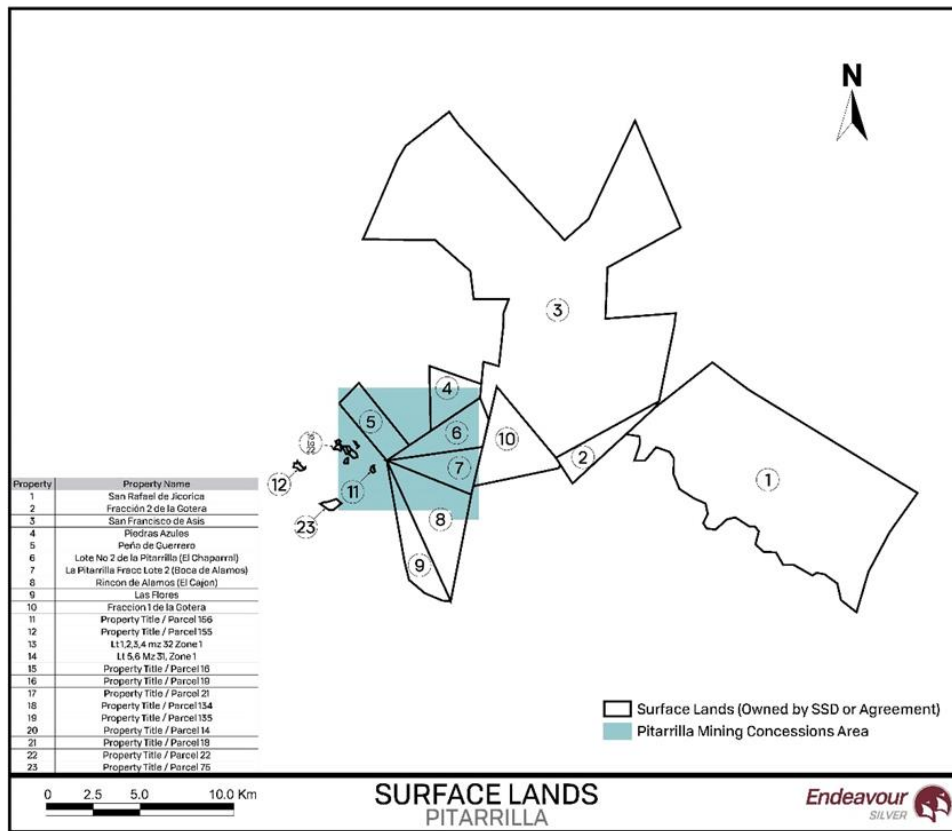 N
3
4
5
6
10
2
7
1
12
11
23
8
9
Property Property Name
1 San Rafael de Jicorica
2 Fracción 2 de la Gotera
3 San Francisco de Asis
4 Piedras Azules
5 Peña de Guerrero
6 Lote No 2 de la Pitarrilla (El Chaparral)
7 La Pitarrilla Fracc Lote 2 (Boca de Alamos)
8 Rincon de Alamos (El Cajon)
9 Las Flores
10 Fraccion 1 de la Gotera
11 Property Title / Parcel 156
12 Property Title / Parcel 155
13 Lt 1,2,3,4 mz 32 Zone 1
14 Lt 5,6 Mz 31, Zone 1
15 Property Title / Parcel 16
16 Property Title / Parcel 19
17 Property Title / Parcel 21
18 Property Title / Parcel 134
19 Property Title / Parcel 135
20 Property Title / Parcel 14
21 Property Title / Parcel 18
22 Property Title / Parcel 22
23 Property Title / Parcel 75
Surface Lands (Owned by SSD or Agreement)
Pitarrilla Mining Concessions Area
0 2.5 5.0 10.0 Km
SURFACE LANDS
PITARRILLA
Endeavour
SILVER